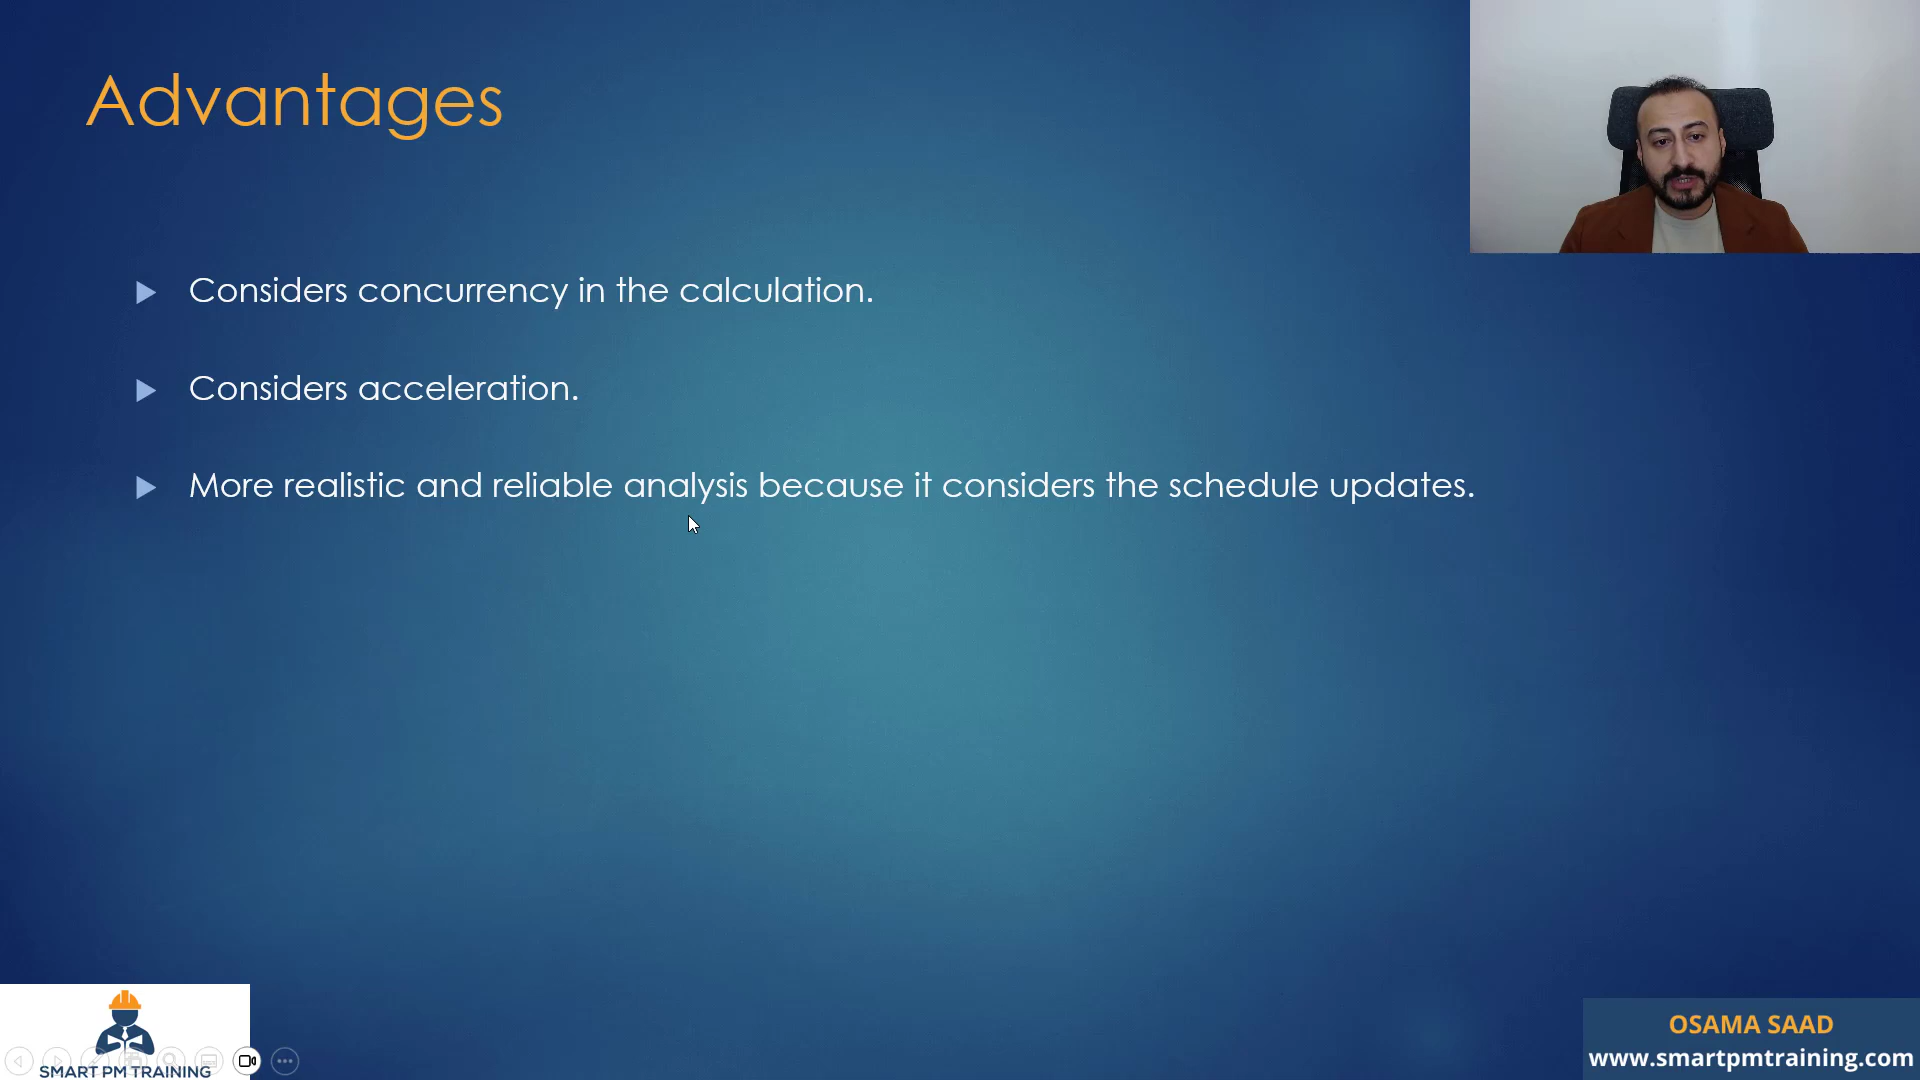 Advantages
Considers concurrency in the calculation.
Considers acceleration.
More realistic and reliable analysis because it considers the schedule updates.
SMART PM TRAINING
OSAMA SAAD
www.smartpmtraining.com